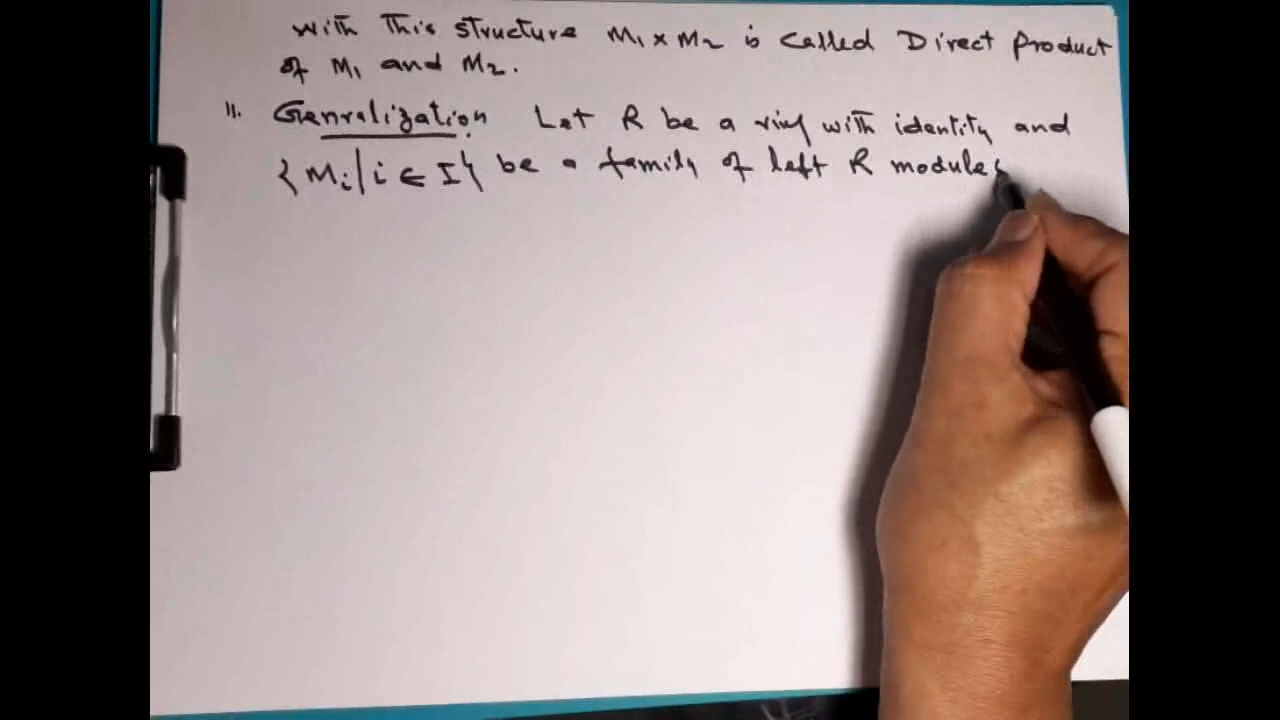 with this structure M₁ × M₂ is called Direct product
of M₁ and M₂.
11. Genralization Let R be a ring with identity and
{Mᵢ/i ∈ I} be a family of left R modules